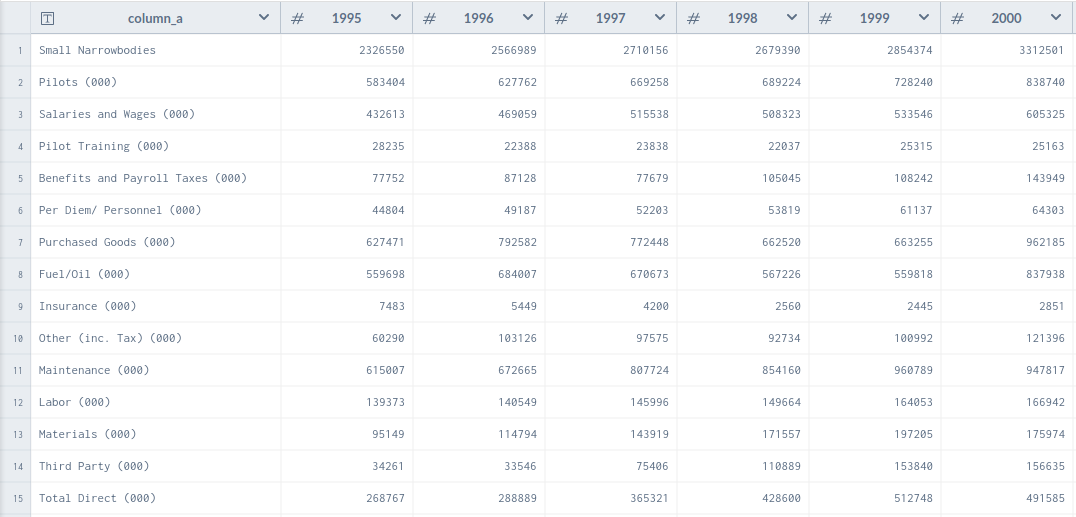 T column_a # 1995 # 1996 # 1997 # 1998 # 1999 # 2000
1 Small Narrowbodies 2326550 2566989 2710156 2679390 2854374 3312501
2 Pilots (000) 583404 627762 669258 689224 728240 838740
3 Salaries and Wages (000) 432613 469059 515538 508323 533546 605325
4 Pilot Training (000) 28235 22388 23838 22037 25315 25163
5 Benefits and Payroll Taxes (000) 77752 87128 77679 105045 108242 143949
6 Per Diem/ Personnel (000) 44804 49187 52203 53819 61137 64303
7 Purchased Goods (000) 627471 792582 772448 662520 663255 962185
8 Fuel/Oil (000) 559698 684007 670673 567226 559818 837938
9 Insurance (000) 7483 5449 4200 2560 2445 2851
10 Other (inc. Tax) (000) 60290 103126 97575 92734 100992 121396
11 Maintenance (000) 615007 672665 807724 854160 960789 947817
12 Labor (000) 139373 140549 145996 149664 164053 166942
13 Materials (000) 95149 114794 143919 171557 197205 175974
14 Third Party (000) 34261 33546 75406 110889 153840 156635
15 Total Direct (000) 268767 288889 365321 428600 512748 491585